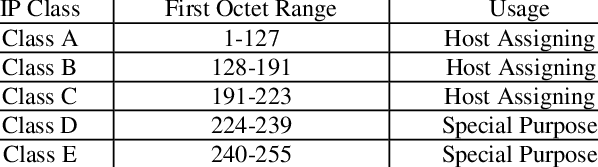 IP Class First Octet Range Usage
Class A 1-127 Host Assigning
Class B 128-191 Host Assigning
Class C 191-223 Host Assigning
Class D 224-239 Special Purpose
Class E 240-255 Special Purpose